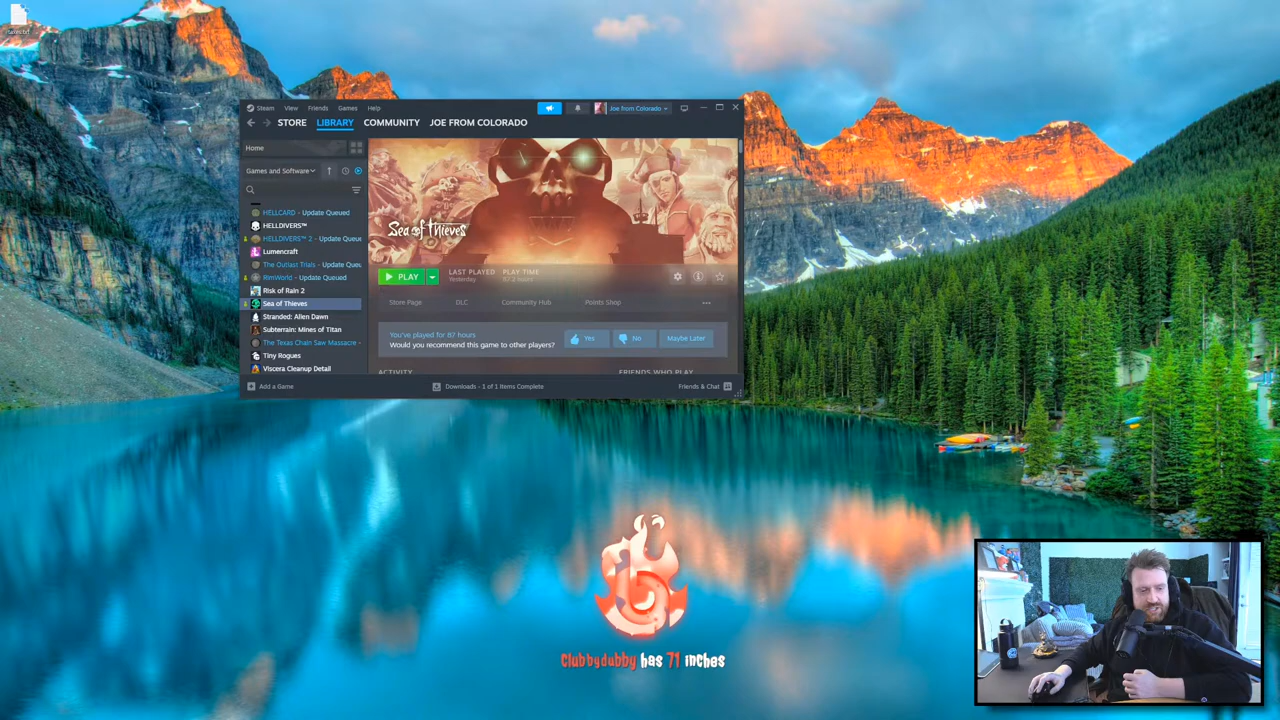 Steam View Friends Games Help
Joe from Colorado
STORE LIBRARY COMMUNITY JOE FROM COLORADO
Home
Games and Software
HELLCARD - Update Queued
HELLDIVERS™
HELLDIVERS™ 2 - Update Queue
Lumencraft
The Outlast Trials - Update Queu
RimWorld - Update Queued
Risk of Rain 2
Sea of Thieves
Stranded: Alien Dawn
Subterrain: Mines of Titan
The Texas Chain Saw Massacre -
Tiny Rogues
Viscera Cleanup Detail
Sea of Thieves
PLAY
LAST PLAYED
Yesterday
PLAY TIME
87.2 hours
Store Page DLC Community Hub Points Shop
You've played for 87 hours
Would you recommend this game to other players?
Yes No Maybe Later
ACTIVITY FRIENDS WHO PLAY
Add a Game Downloads - 1 of 1 Items Complete Friends & Chat
Clubbydubby has 71 inches